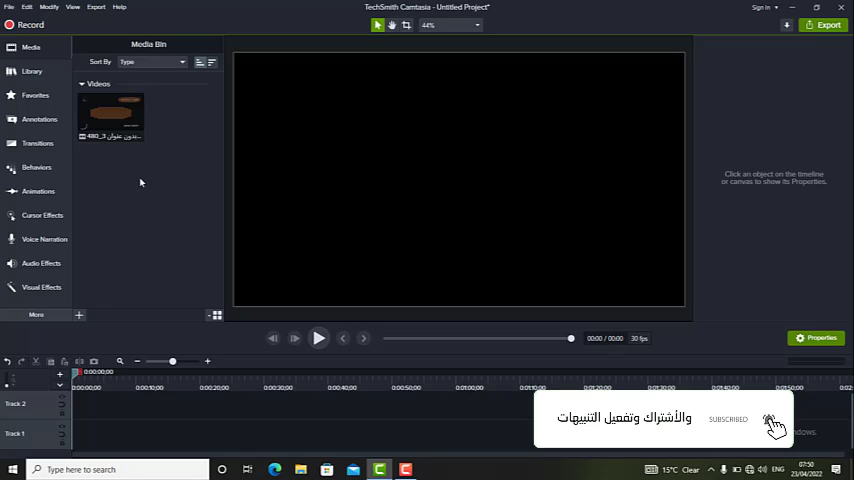 File Edit Modify View Export Help
TechSmith Camtasia - Untitled Project*
Sign in
Record
44%
Export
Media
Library
Favorites
Annotations
Transitions
Behaviors
Animations
Cursor Effects
Voice Narration
Audio Effects
Visual Effects
More
Media Bin
Sort By Type
Videos
بدون عنوان 3_480...
Click an object on the timeline
or canvas to show its Properties.
00:00 / 00:00 30 fps
Properties
0:00:00;00
0:00:00;00 0:00:10;00 0:00:20;00 0:00:30;00 0:00:40;00 0:00:50;00 0:01:00;00 0:01:10;00 0:01:20;00 0:01:30;00 0:01:40;00 0:01:50;00
Track 2
Track 1
والأشتراك وتفعيل التنبيهات
SUBSCRIBED
Type here to search
15°C Clear
ENG
07:50
23/04/2022